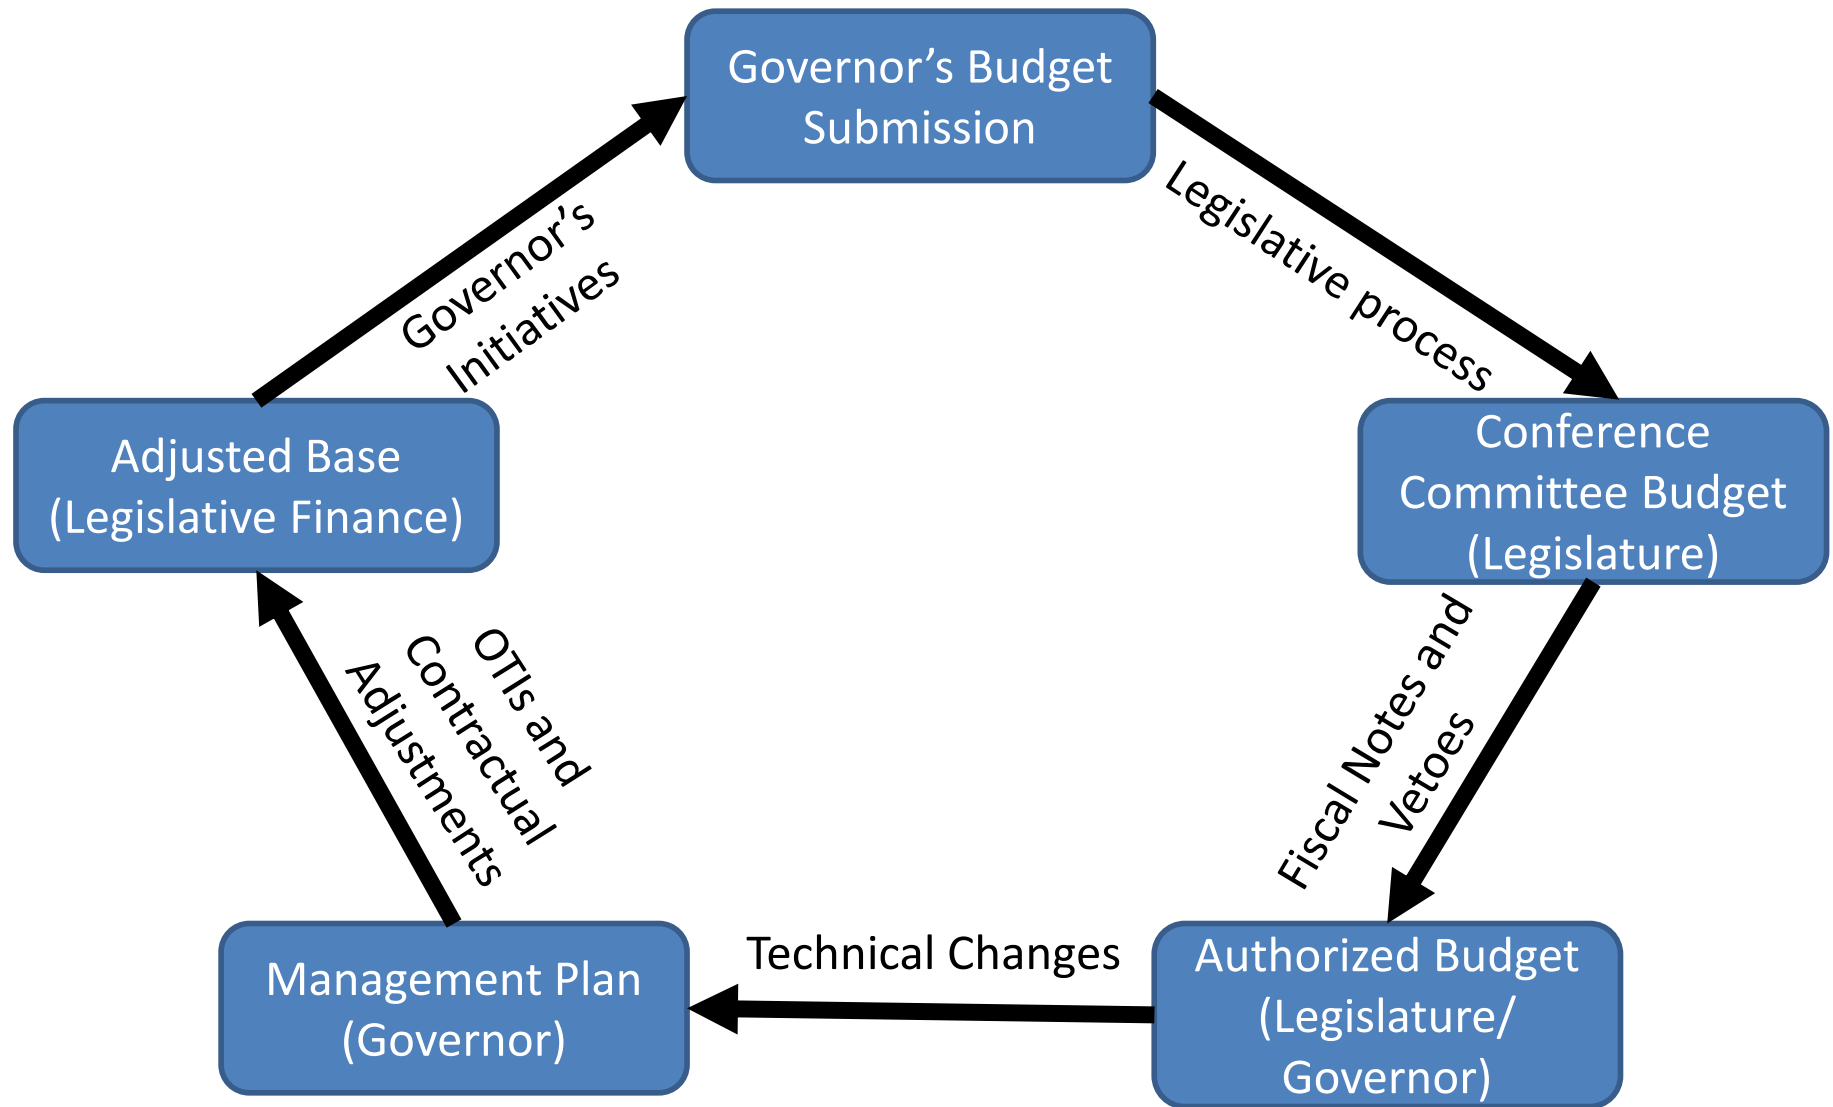 Governor’s Budget
Submission
Legislative process
Conference
Committee Budget
(Legislature)
Fiscal Notes and
Vetoes
Authorized Budget
(Legislature/
Governor)
Technical Changes
Management Plan
(Governor)
OTIs and
Contractual
Adjustments
Adjusted Base
(Legislative Finance)
Governor’s
Initiatives